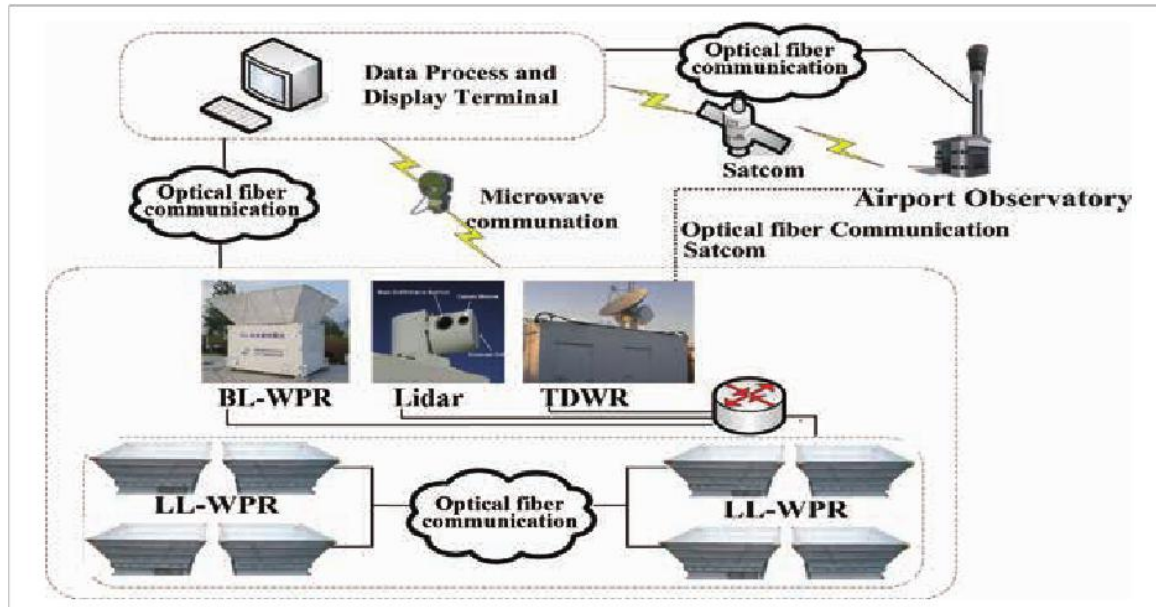 Optical fiber
communication
Data Process and
Display Terminal
Satcom
Airport Observatory
Optical fiber
communication
Microwave
communation
Optical fiber Communication
Satcom
BL-WPR
Lidar
TDWR
LL-WPR
Optical fiber
communication
LL-WPR